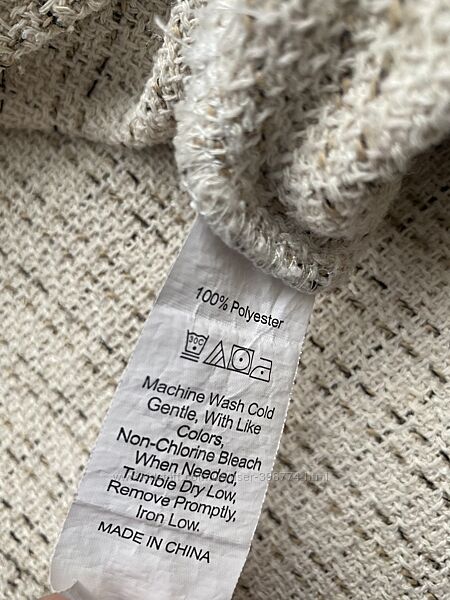 100% Polyester
30C
Machine Wash Cold
Gentle, With Like
Colors,
Non-Chlorine Bleach
When Needed,
Tumble Dry Low,
Remove Promptly,
Iron Low.
MADE IN CHINA